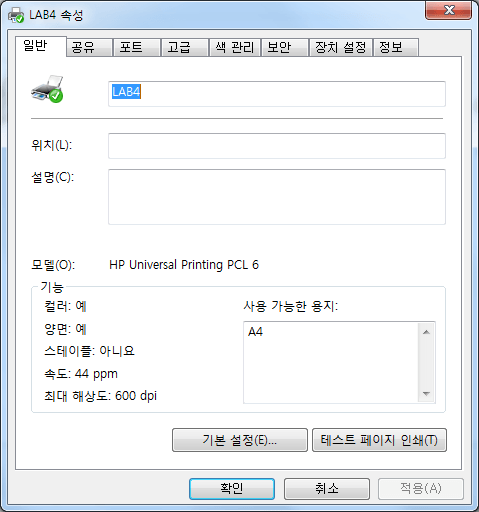 LAB4 속성
일반 공유 포트 고급 색 관리 보안 장치 설정 정보
LAB4
위치(L):
설명(C):
모델(O): HP Universal Printing PCL 6
기능
컬러: 예 사용 가능한 용지:
양면: 예 A4
스테이플: 아니요
속도: 44 ppm
최대 해상도: 600 dpi
기본 설정(E)... 테스트 페이지 인쇄(T)
확인 취소 적용(A)